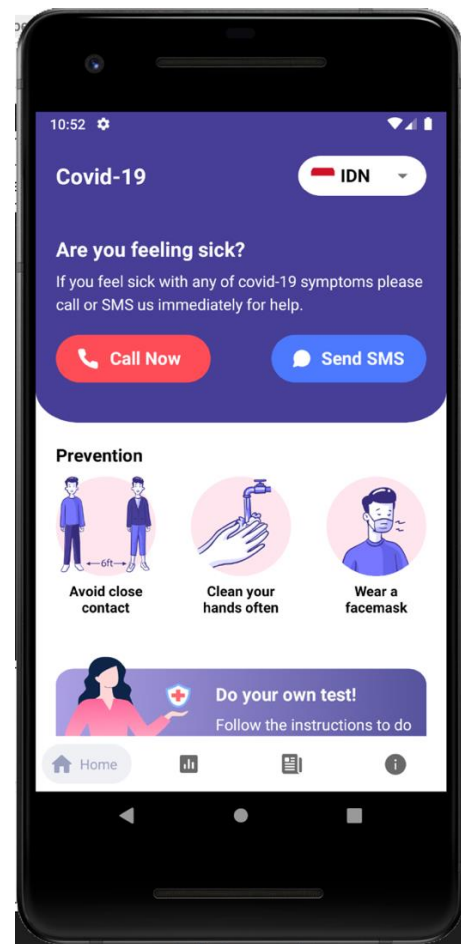 10:52
Covid-19
IDN
Are you feeling sick?
If you feel sick with any of covid-19 symptoms please
call or SMS us immediately for help.
Call Now
Send SMS
Prevention
6ft
Avoid close
contact
Clean your
hands often
Wear a
facemask
Do your own test!
Follow the instructions to do
Home